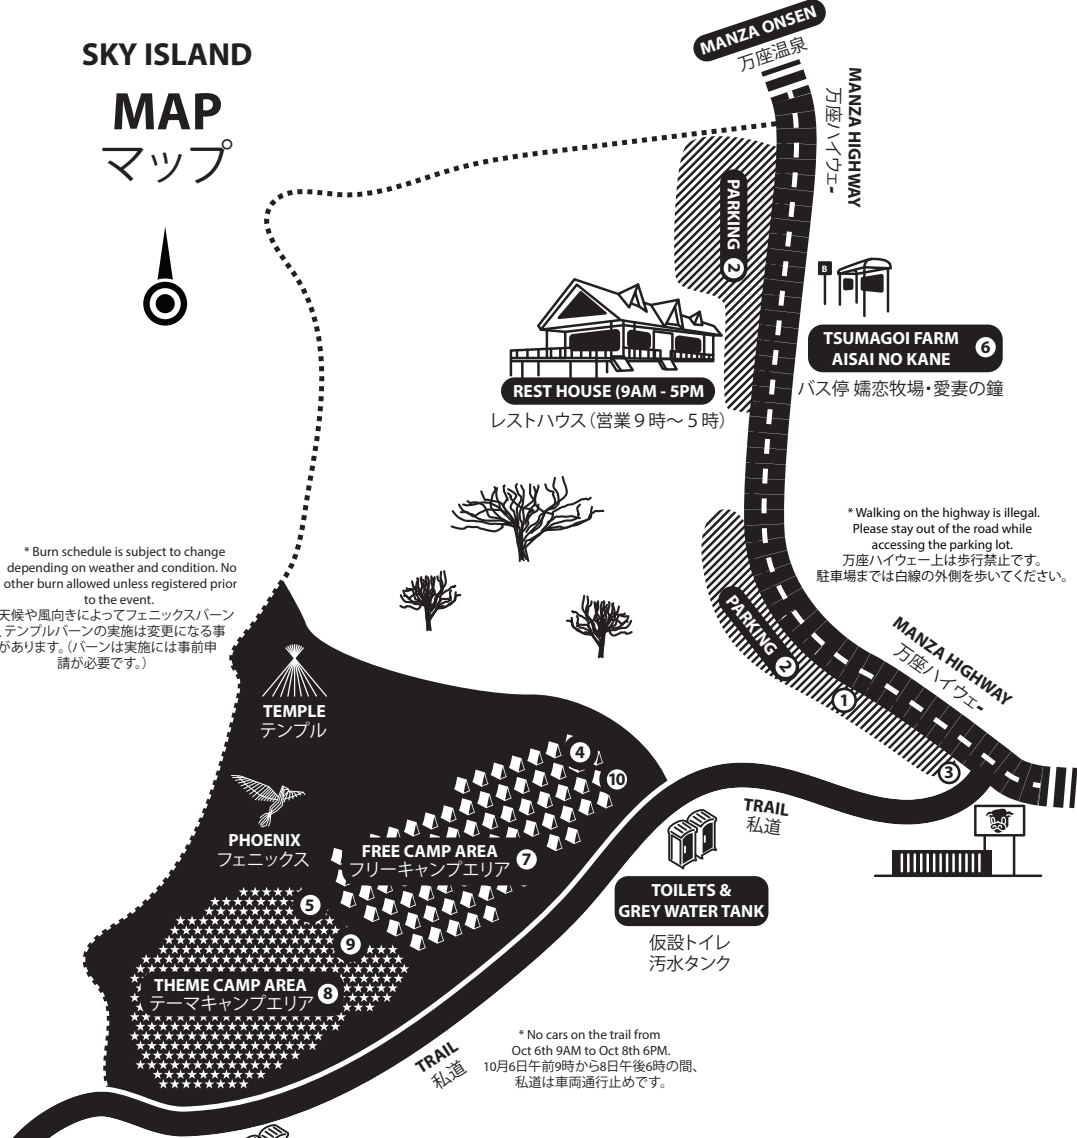 SKY ISLAND
MAP
マップ
MANZA ONSEN
万座温泉
MANZA HIGHWAY
万座ハイウェー
PARKING 2
B
TSUMAGOI FARM
AISAI NO KANE
6
バス停 嬬恋牧場・愛妻の鐘
REST HOUSE (9AM - 5PM
レストハウス（営業９時〜５時）
* Walking on the highway is illegal.
Please stay out of the road while
accessing the parking lot.
万座ハイウェー上は歩行禁止です。
駐車場までは白線の外側を歩いてください。
* Burn schedule is subject to change
depending on weather and condition. No
other burn allowed unless registered prior
to the event.
天候や風向きによってフェニックスバーン
、テンプルバーンの実施は変更になる事
があります。（バーンは実施には事前申
請が必要です。）
PARKING 2
1
3
MANZA HIGHWAY
万座ハイウェー
TEMPLE
テンプル
4
10
PHOENIX
フェニックス
FREE CAMP AREA
フリーキャンプエリア
7
TRAIL
私道
TOILETS &
GREY WATER TANK
仮設トイレ
汚水タンク
5
9
THEME CAMP AREA
テーマキャンプエリア
8
TRAIL
私道
* No cars on the trail from
Oct 6th 9AM to Oct 8th 6PM.
10月6日午前9時から8日午後6時の間、
私道は車両通行止めです。